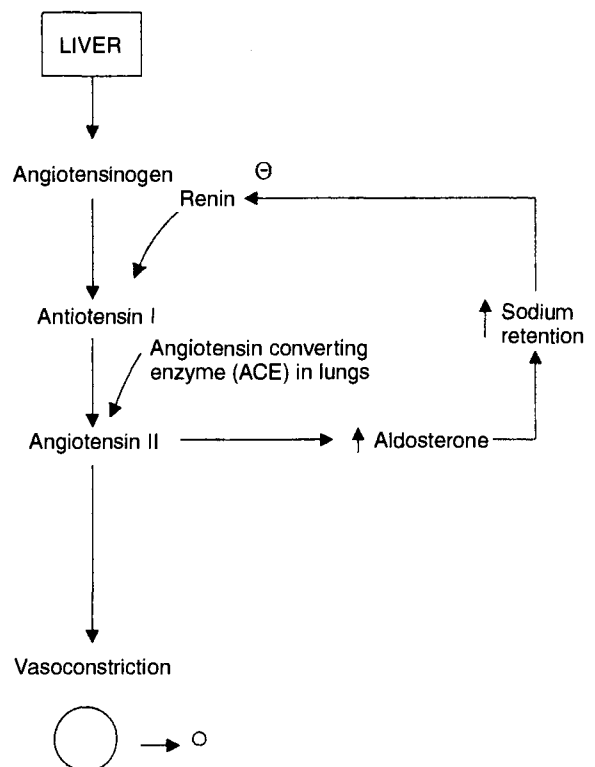 LIVER
Angiotensinogen
Θ
Renin
Antiotensin I
Sodium
retention
Angiotensin converting
enzyme (ACE) in lungs
Angiotensin II
Aldosterone
Vasoconstriction